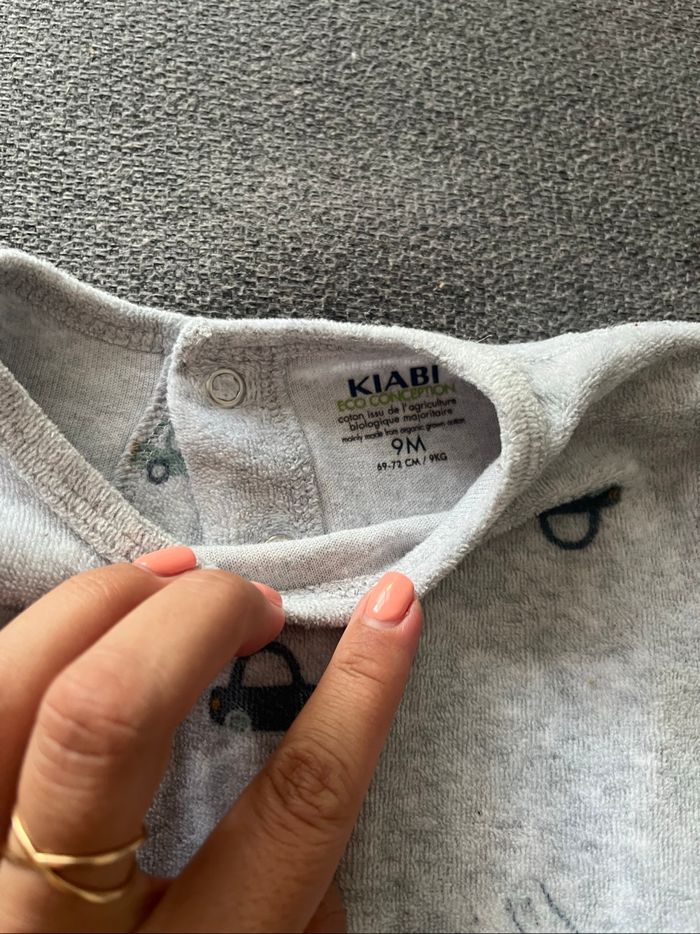 KIABI
ECO CONCEPTION
coton issu de l'agriculture
biologique majoritaire
mainly made from organic grown cotton
9M
69-72 CM / 9KG